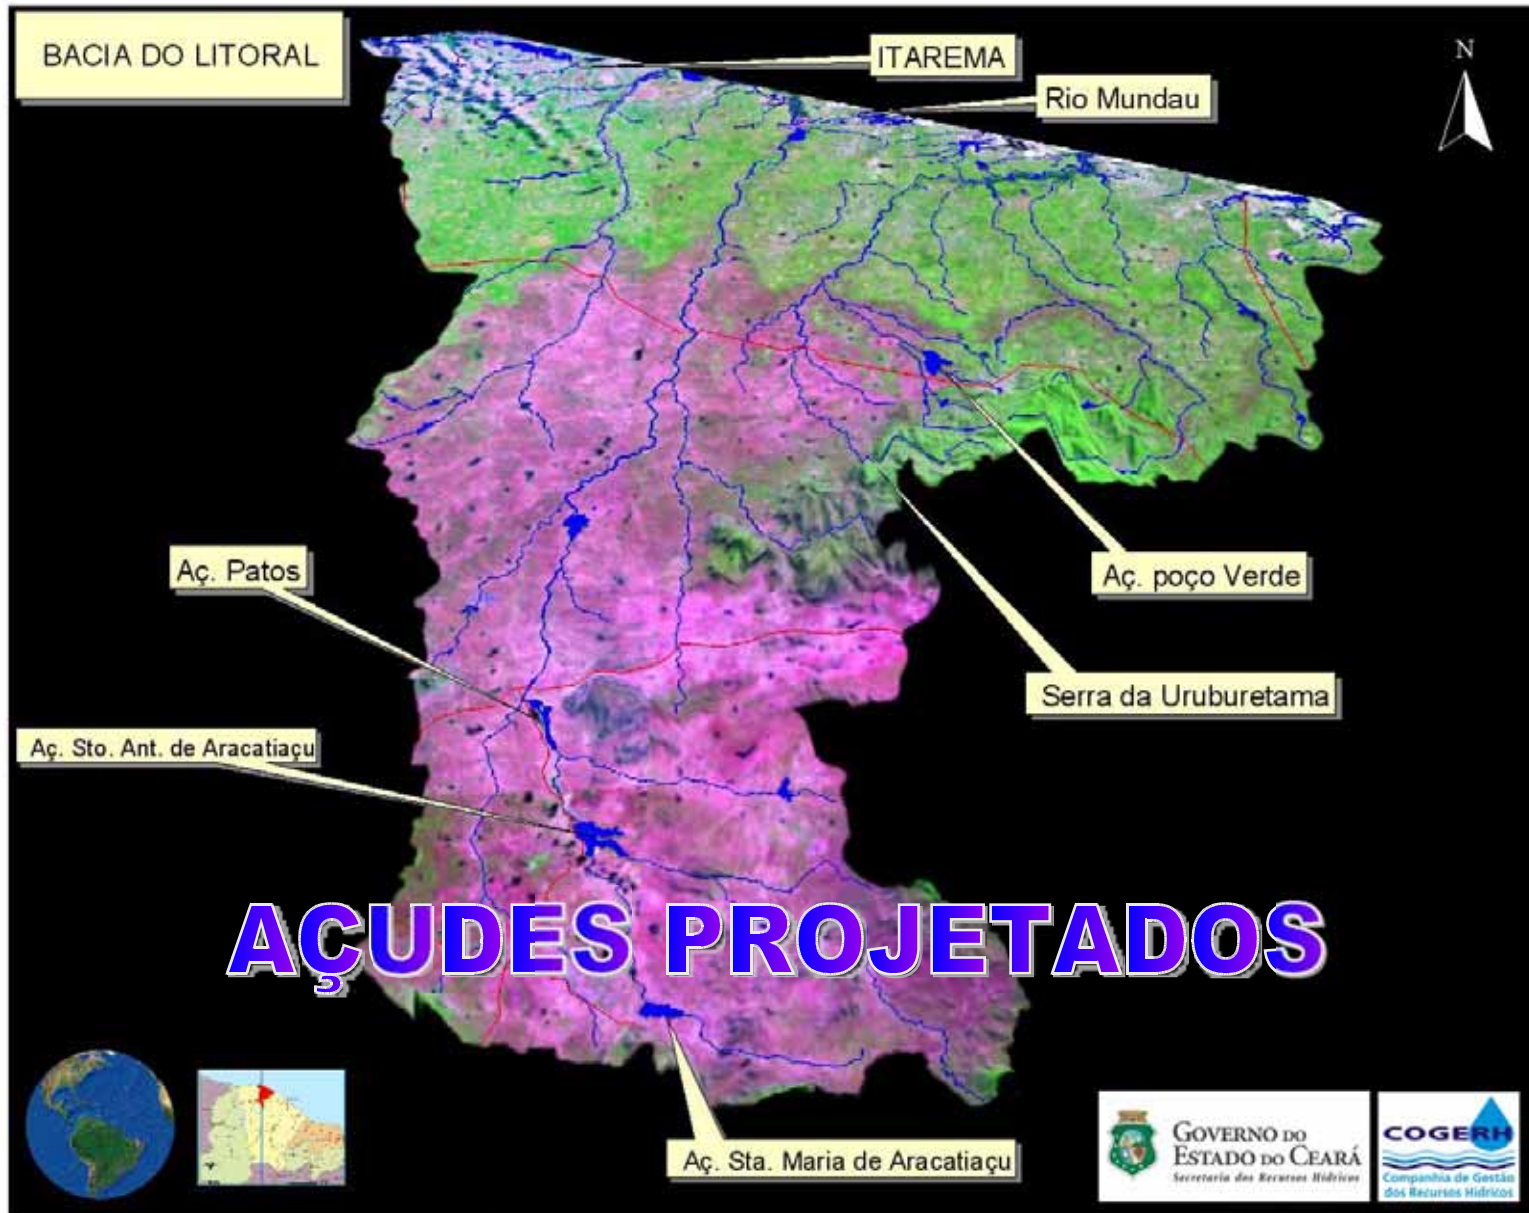 BACIA DO LITORAL
ITAREMA
Rio Mundau
N
Aç. Patos
Aç. poço Verde
Serra da Uruburetama
Aç. Sto. Ant. de Aracatiaçu
AÇUDES PROJETADOS
Aç. Sta. Maria de Aracatiaçu
GOVERNO DO
ESTADO DO CEARÁ
Secretaria dos Recursos Hídricos
COGERH
Companhia de Gestão
dos Recursos Hídricos